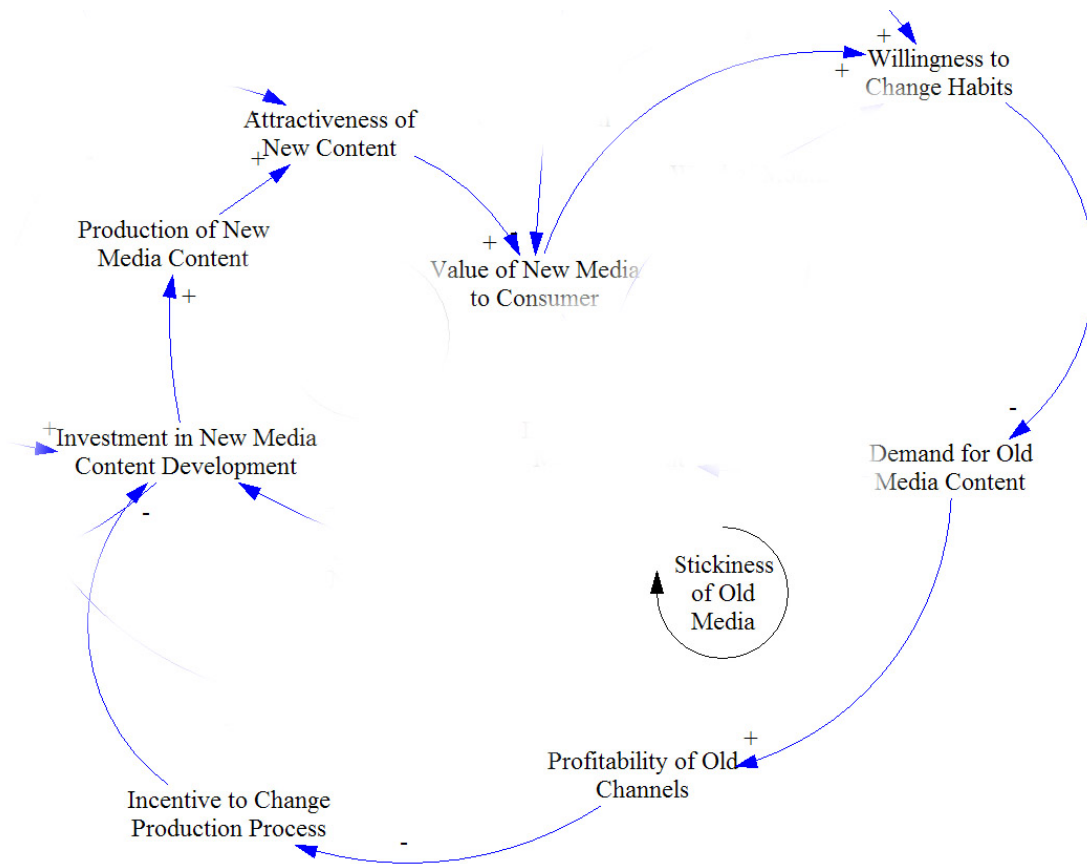 +
Willingness to
Change Habits
+
Attractiveness of
New Content
+
Production of New
Media Content
+
+
Value of New Media
to Consumer
+
Investment in New Media
Content Development
-
-
Demand for Old
Media Content
Stickiness
of Old
Media
+
Profitability of Old
Channels
Incentive to Change
Production Process
-